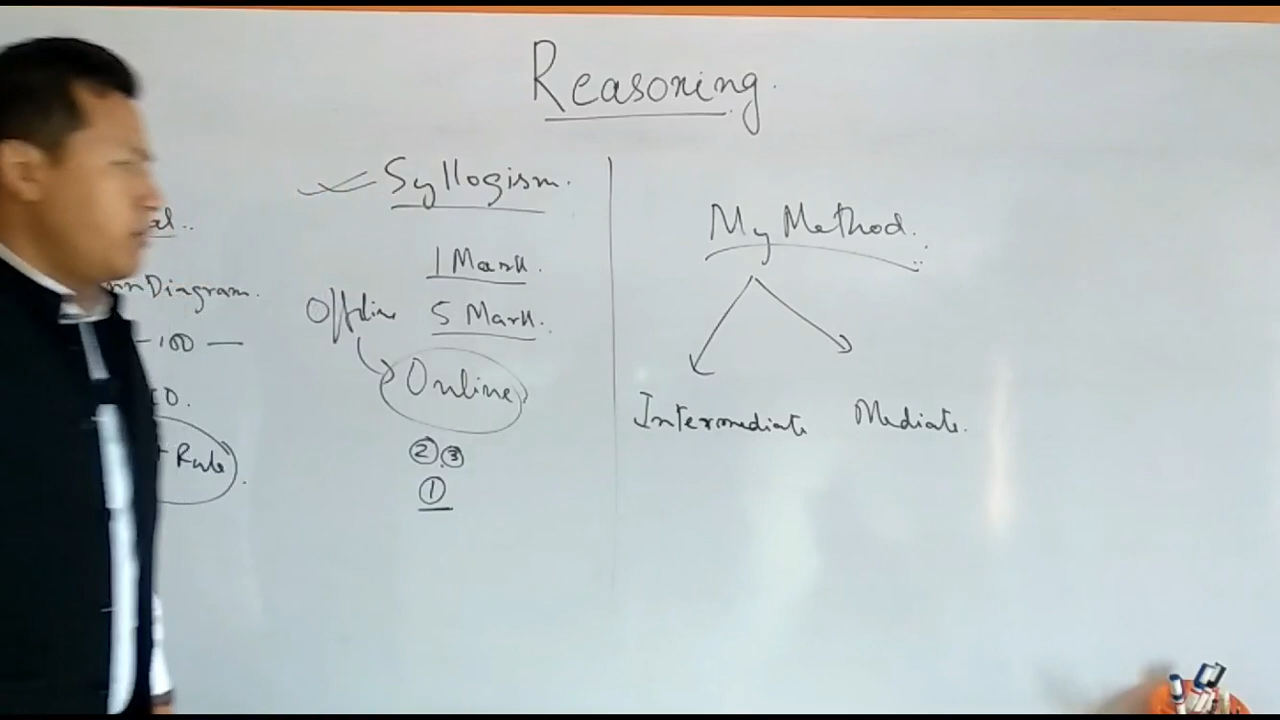 Reasoning.
Syllogism.
1 Mark.
Offline 5 Mark.
Online
② ③
①
Diagram.
-100 —
Rule
My Method.
Intermediate Mediate.